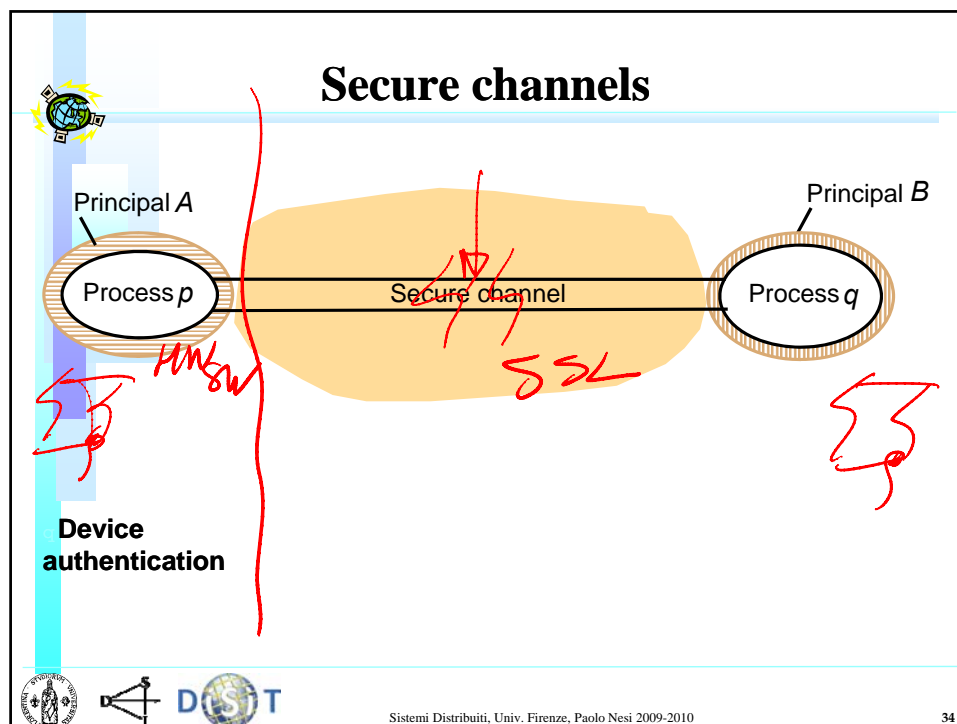 Secure channels
Principal A
Principal B
Process p
Secure channel
Process q
HW SW
SSL
Device
authentication
DISIT
Sistemi Distribuiti, Univ. Firenze, Paolo Nesi 2009-2010
34